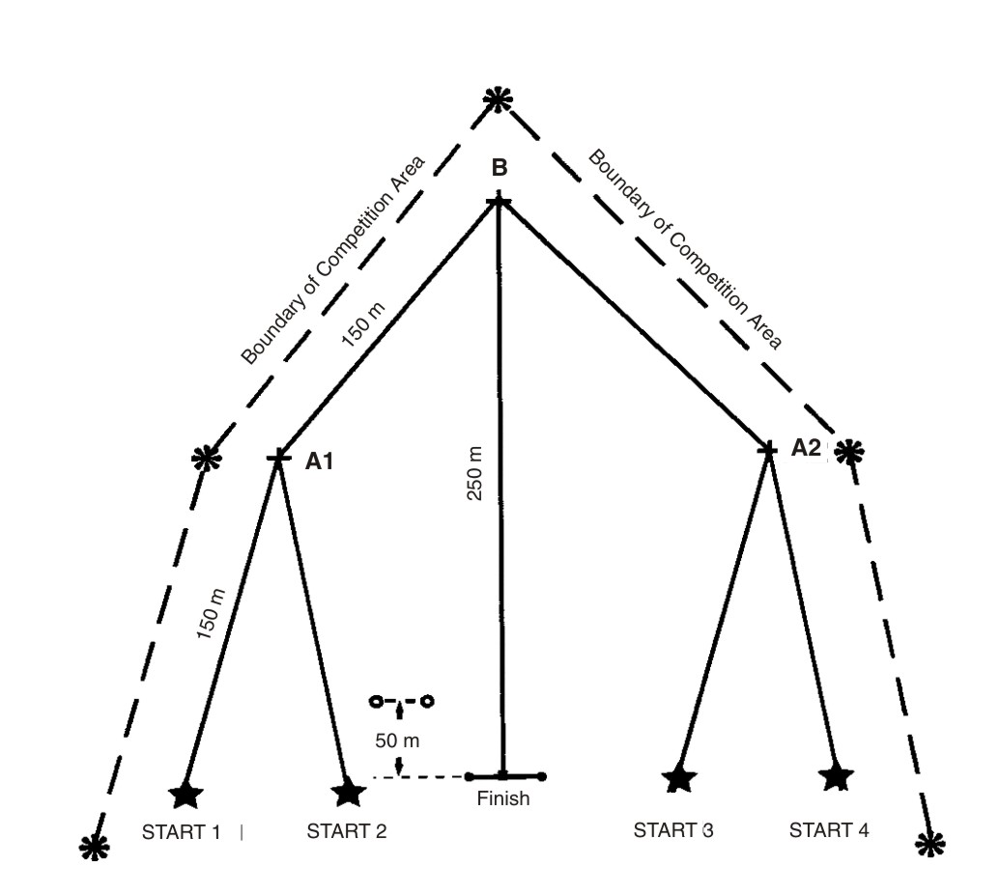 B
Boundary of Competition Area
Boundary of Competition Area
150 m
A1
A2
250 m
150 m
50 m
Finish
START 1
START 2
START 3
START 4